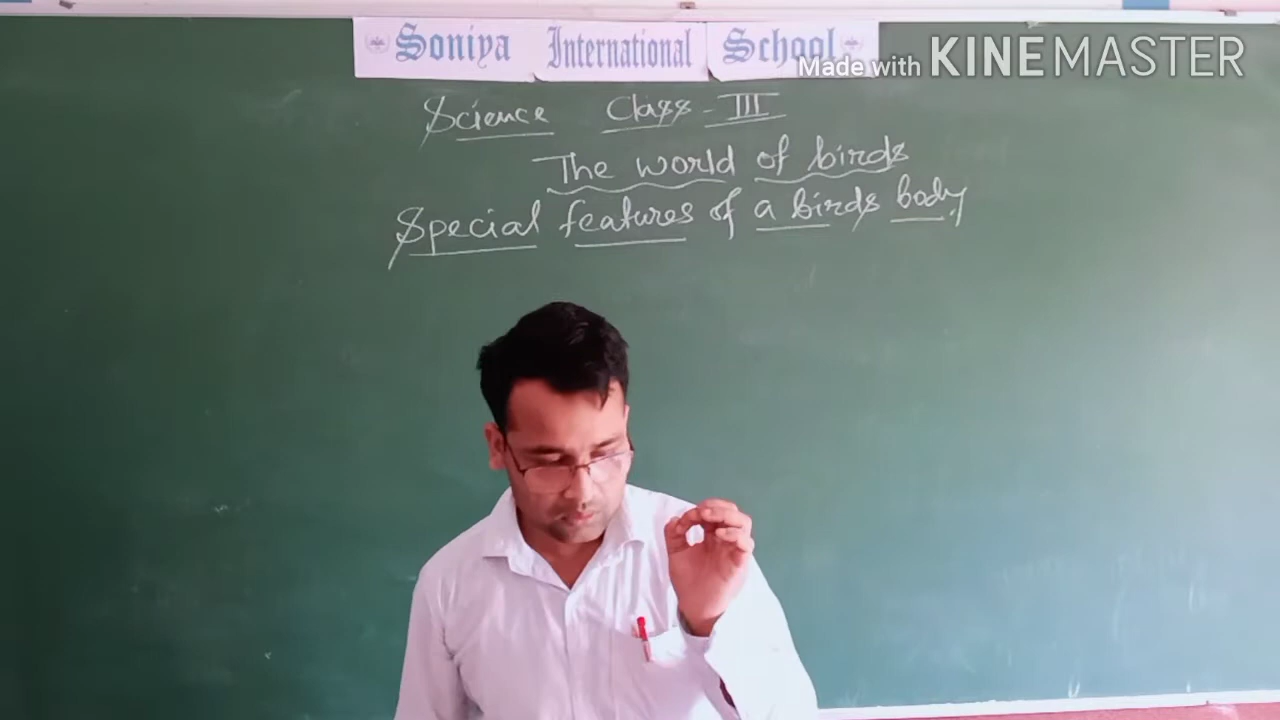 Soniya International School
Made with KINEMASTER
Science Class - III
The world of birds
Special features of a birds body.